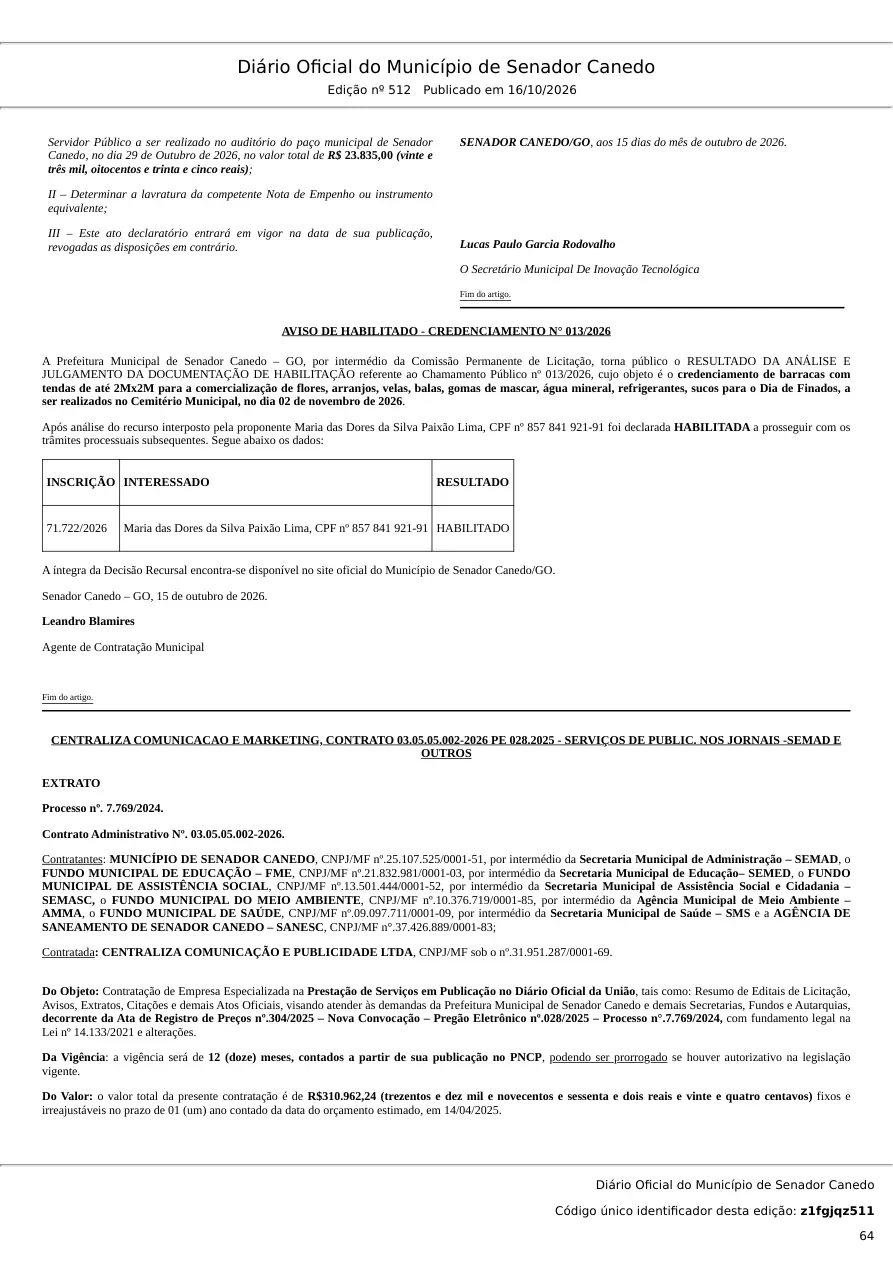 Diário Oficial do Município de Senador Canedo
Edição nº 512 Publicado em 16/10/2026
Servidor Público a ser realizado no auditório do paço municipal de Senador
Canedo, no dia 29 de Outubro de 2026, no valor total de R$ 23.835,00 (vinte e
três mil, oitocentos e trinta e cinco reais);
II – Determinar a lavratura da competente Nota de Empenho ou instrumento
equivalente;
III – Este ato declaratório entrará em vigor na data de sua publicação,
revogadas as disposições em contrário.
SENADOR CANEDO/GO, aos 15 dias do mês de outubro de 2026.
Lucas Paulo Garcia Rodovalho
O Secretário Municipal De Inovação Tecnológica
Fim do artigo.
AVISO DE HABILITADO - CREDENCIAMENTO N° 013/2026
A Prefeitura Municipal de Senador Canedo – GO, por intermédio da Comissão Permanente de Licitação, torna público o RESULTADO DA ANÁLISE E
JULGAMENTO DA DOCUMENTAÇÃO DE HABILITAÇÃO referente ao Chamamento Público nº 013/2026, cujo objeto é o credenciamento de barracas com
tendas de até 2Mx2M para a comercialização de flores, arranjos, velas, balas, gomas de mascar, água mineral, refrigerantes, sucos para o Dia de Finados, a
ser realizados no Cemitério Municipal, no dia 02 de novembro de 2026.
Após análise do recurso interposto pela proponente Maria das Dores da Silva Paixão Lima, CPF nº 857 841 921-91 foi declarada HABILITADA a prosseguir com os
trâmites processuais subsequentes. Segue abaixo os dados:
INSCRIÇÃO INTERESSADO RESULTADO
71.722/2026 Maria das Dores da Silva Paixão Lima, CPF nº 857 841 921-91 HABILITADO
A íntegra da Decisão Recursal encontra-se disponível no site oficial do Município de Senador Canedo/GO.
Senador Canedo – GO, 15 de outubro de 2026.
Leandro Blamires
Agente de Contratação Municipal
Fim do artigo.
CENTRALIZA COMUNICACAO E MARKETING, CONTRATO 03.05.05.002-2026 PE 028.2025 - SERVIÇOS DE PUBLIC. NOS JORNAIS -SEMAD E
OUTROS
EXTRATO
Processo nº. 7.769/2024.
Contrato Administrativo Nº. 03.05.05.002-2026.
Contratantes: MUNICÍPIO DE SENADOR CANEDO, CNPJ/MF nº.25.107.525/0001-51, por intermédio da Secretaria Municipal de Administração – SEMAD, o
FUNDO MUNICIPAL DE EDUCAÇÃO – FME, CNPJ/MF nº.21.832.981/0001-03, por intermédio da Secretaria Municipal de Educação– SEMED, o FUNDO
MUNICIPAL DE ASSISTÊNCIA SOCIAL, CNPJ/MF nº.13.501.444/0001-52, por intermédio da Secretaria Municipal de Assistência Social e Cidadania –
SEMASC, o FUNDO MUNICIPAL DO MEIO AMBIENTE, CNPJ/MF nº.10.376.719/0001-85, por intermédio da Agência Municipal de Meio Ambiente –
AMMA, o FUNDO MUNICIPAL DE SAÚDE, CNPJ/MF nº.09.097.711/0001-09, por intermédio da Secretaria Municipal de Saúde – SMS e a AGÊNCIA DE
SANEAMENTO DE SENADOR CANEDO – SANESC, CNPJ/MF n°.37.426.889/0001-83;
Contratada: CENTRALIZA COMUNICAÇÃO E PUBLICIDADE LTDA, CNPJ/MF sob o nº.31.951.287/0001-69.
Do Objeto: Contratação de Empresa Especializada na Prestação de Serviços em Publicação no Diário Oficial da União, tais como: Resumo de Editais de Licitação,
Avisos, Extratos, Citações e demais Atos Oficiais, visando atender às demandas da Prefeitura Municipal de Senador Canedo e demais Secretarias, Fundos e Autarquias,
decorrente da Ata de Registro de Preços nº.304/2025 – Nova Convocação – Pregão Eletrônico nº.028/2025 – Processo n°.7.769/2024, com fundamento legal na
Lei nº 14.133/2021 e alterações.
Da Vigência: a vigência será de 12 (doze) meses, contados a partir de sua publicação no PNCP, podendo ser prorrogado se houver autorizativo na legislação
vigente.
Do Valor: o valor total da presente contratação é de R$310.962,24 (trezentos e dez mil e novecentos e sessenta e dois reais e vinte e quatro centavos) fixos e
irreajustáveis no prazo de 01 (um) ano contado da data do orçamento estimado, em 14/04/2025.
Diário Oficial do Município de Senador Canedo
Código único identificador desta edição: z1fgjqz511
64